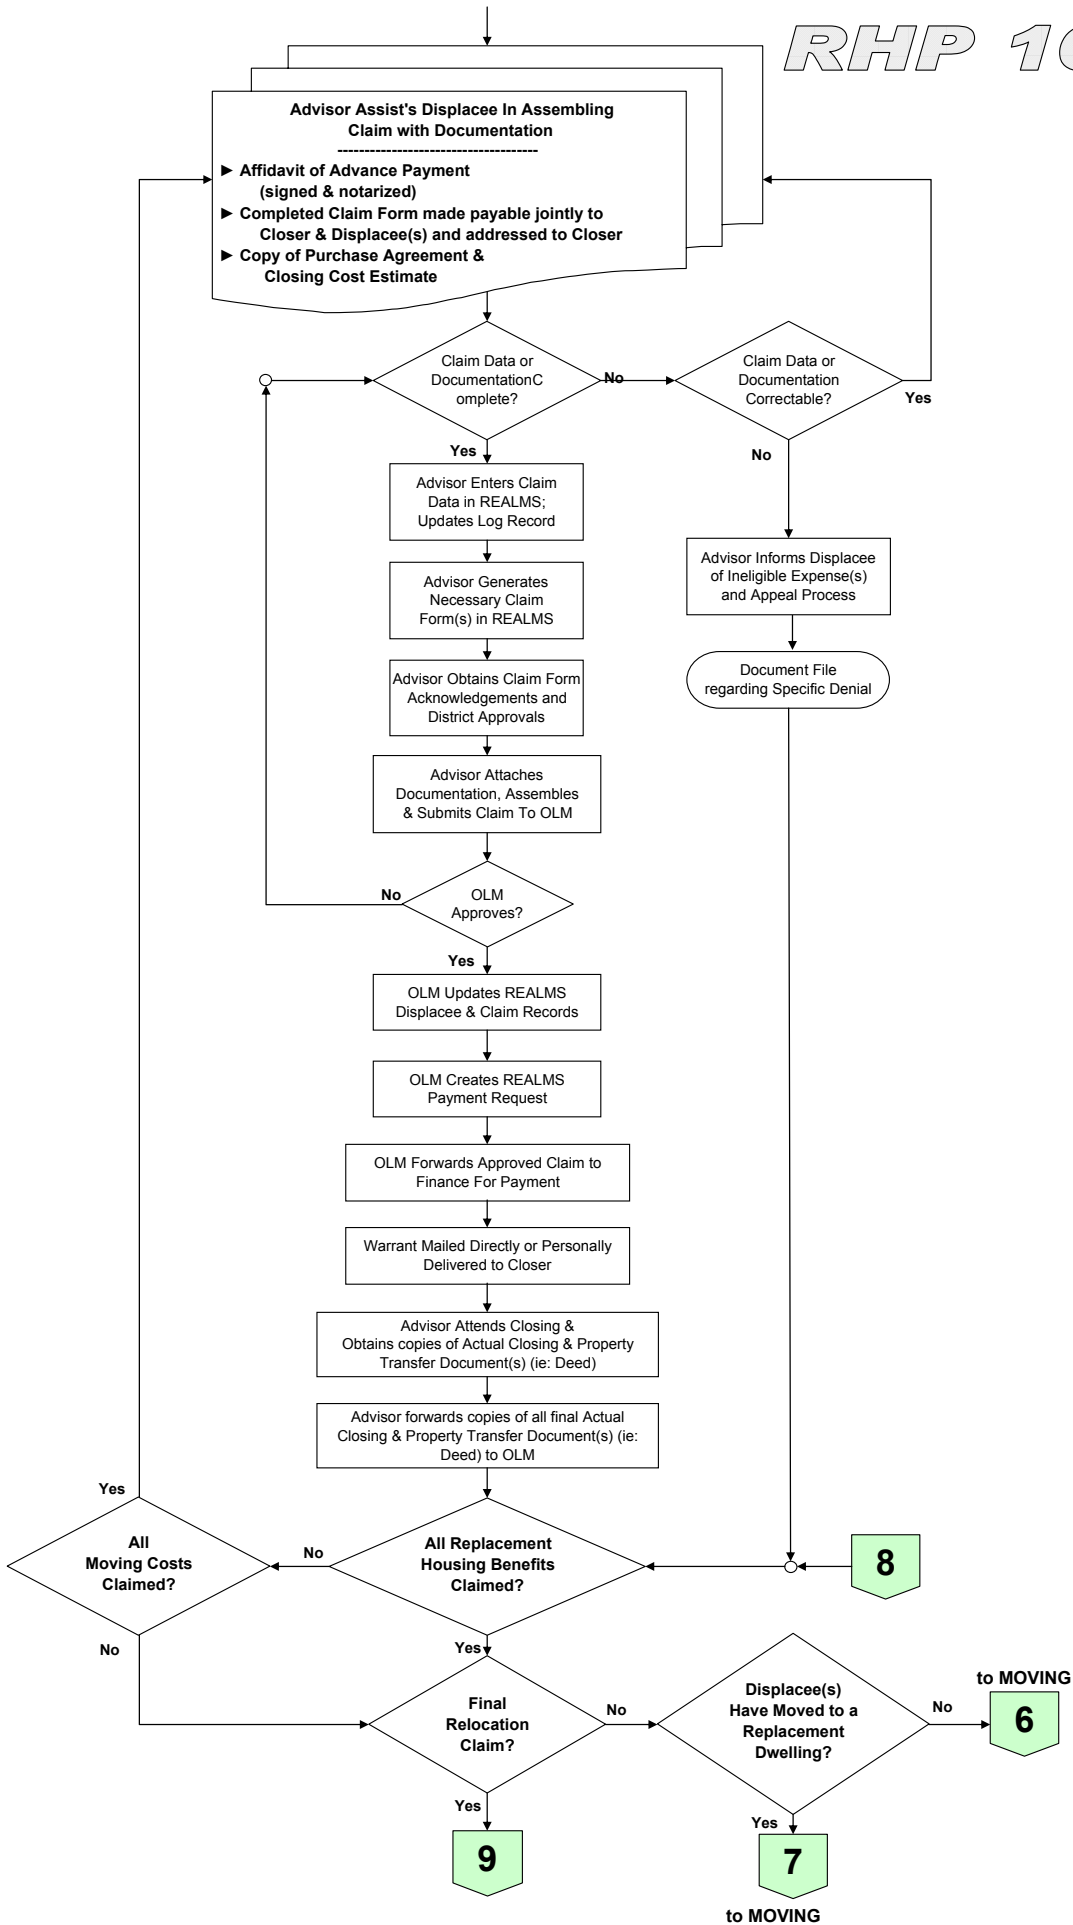 RHP 10
Advisor Assist's Displacee In Assembling
Claim with Documentation
--------------------------------------
► Affidavit of Advance Payment
(signed & notarized)
► Completed Claim Form made payable jointly to
Closer & Displacee(s) and addressed to Closer
► Copy of Purchase Agreement &
Closing Cost Estimate
Claim Data or
DocumentationC
omplete?
No
Claim Data or
Documentation
Correctable?
Yes
Yes
No
Advisor Enters Claim
Data in REALMS;
Updates Log Record
Advisor Informs Displacee
of Ineligible Expense(s)
and Appeal Process
Advisor Generates
Necessary Claim
Form(s) in REALMS
Document File
regarding Specific Denial
Advisor Obtains Claim Form
Acknowledgements and
District Approvals
Advisor Attaches
Documentation, Assembles
& Submits Claim To OLM
No
OLM
Approves?
Yes
OLM Updates REALMS
Displacee & Claim Records
OLM Creates REALMS
Payment Request
OLM Forwards Approved Claim to
Finance For Payment
Warrant Mailed Directly or Personally
Delivered to Closer
Advisor Attends Closing &
Obtains copies of Actual Closing & Property
Transfer Document(s) (ie: Deed)
Advisor forwards copies of all final Actual
Closing & Property Transfer Document(s) (ie:
Deed) to OLM
Yes
All
Moving Costs
Claimed?
No
All Replacement
Housing Benefits
Claimed?
8
No
Yes
Final
Relocation
Claim?
No
Displacee(s)
Have Moved to a
Replacement
Dwelling?
No
to MOVING
6
Yes
9
Yes
7
to MOVING